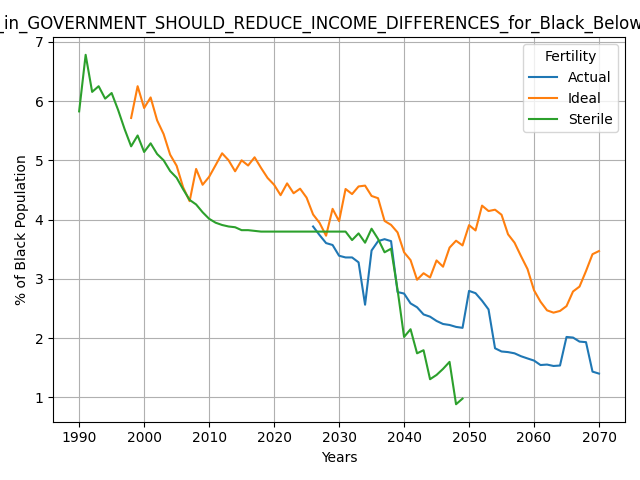 _in_GOVERNMENT_SHOULD_REDUCE_INCOME_DIFFERENCES_for_Black_Below
7
6
5
4
3
2
1
% of Black Population
Fertility
Actual
Ideal
Sterile
1990 2000 2010 2020 2030 2040 2050 2060 2070
Years